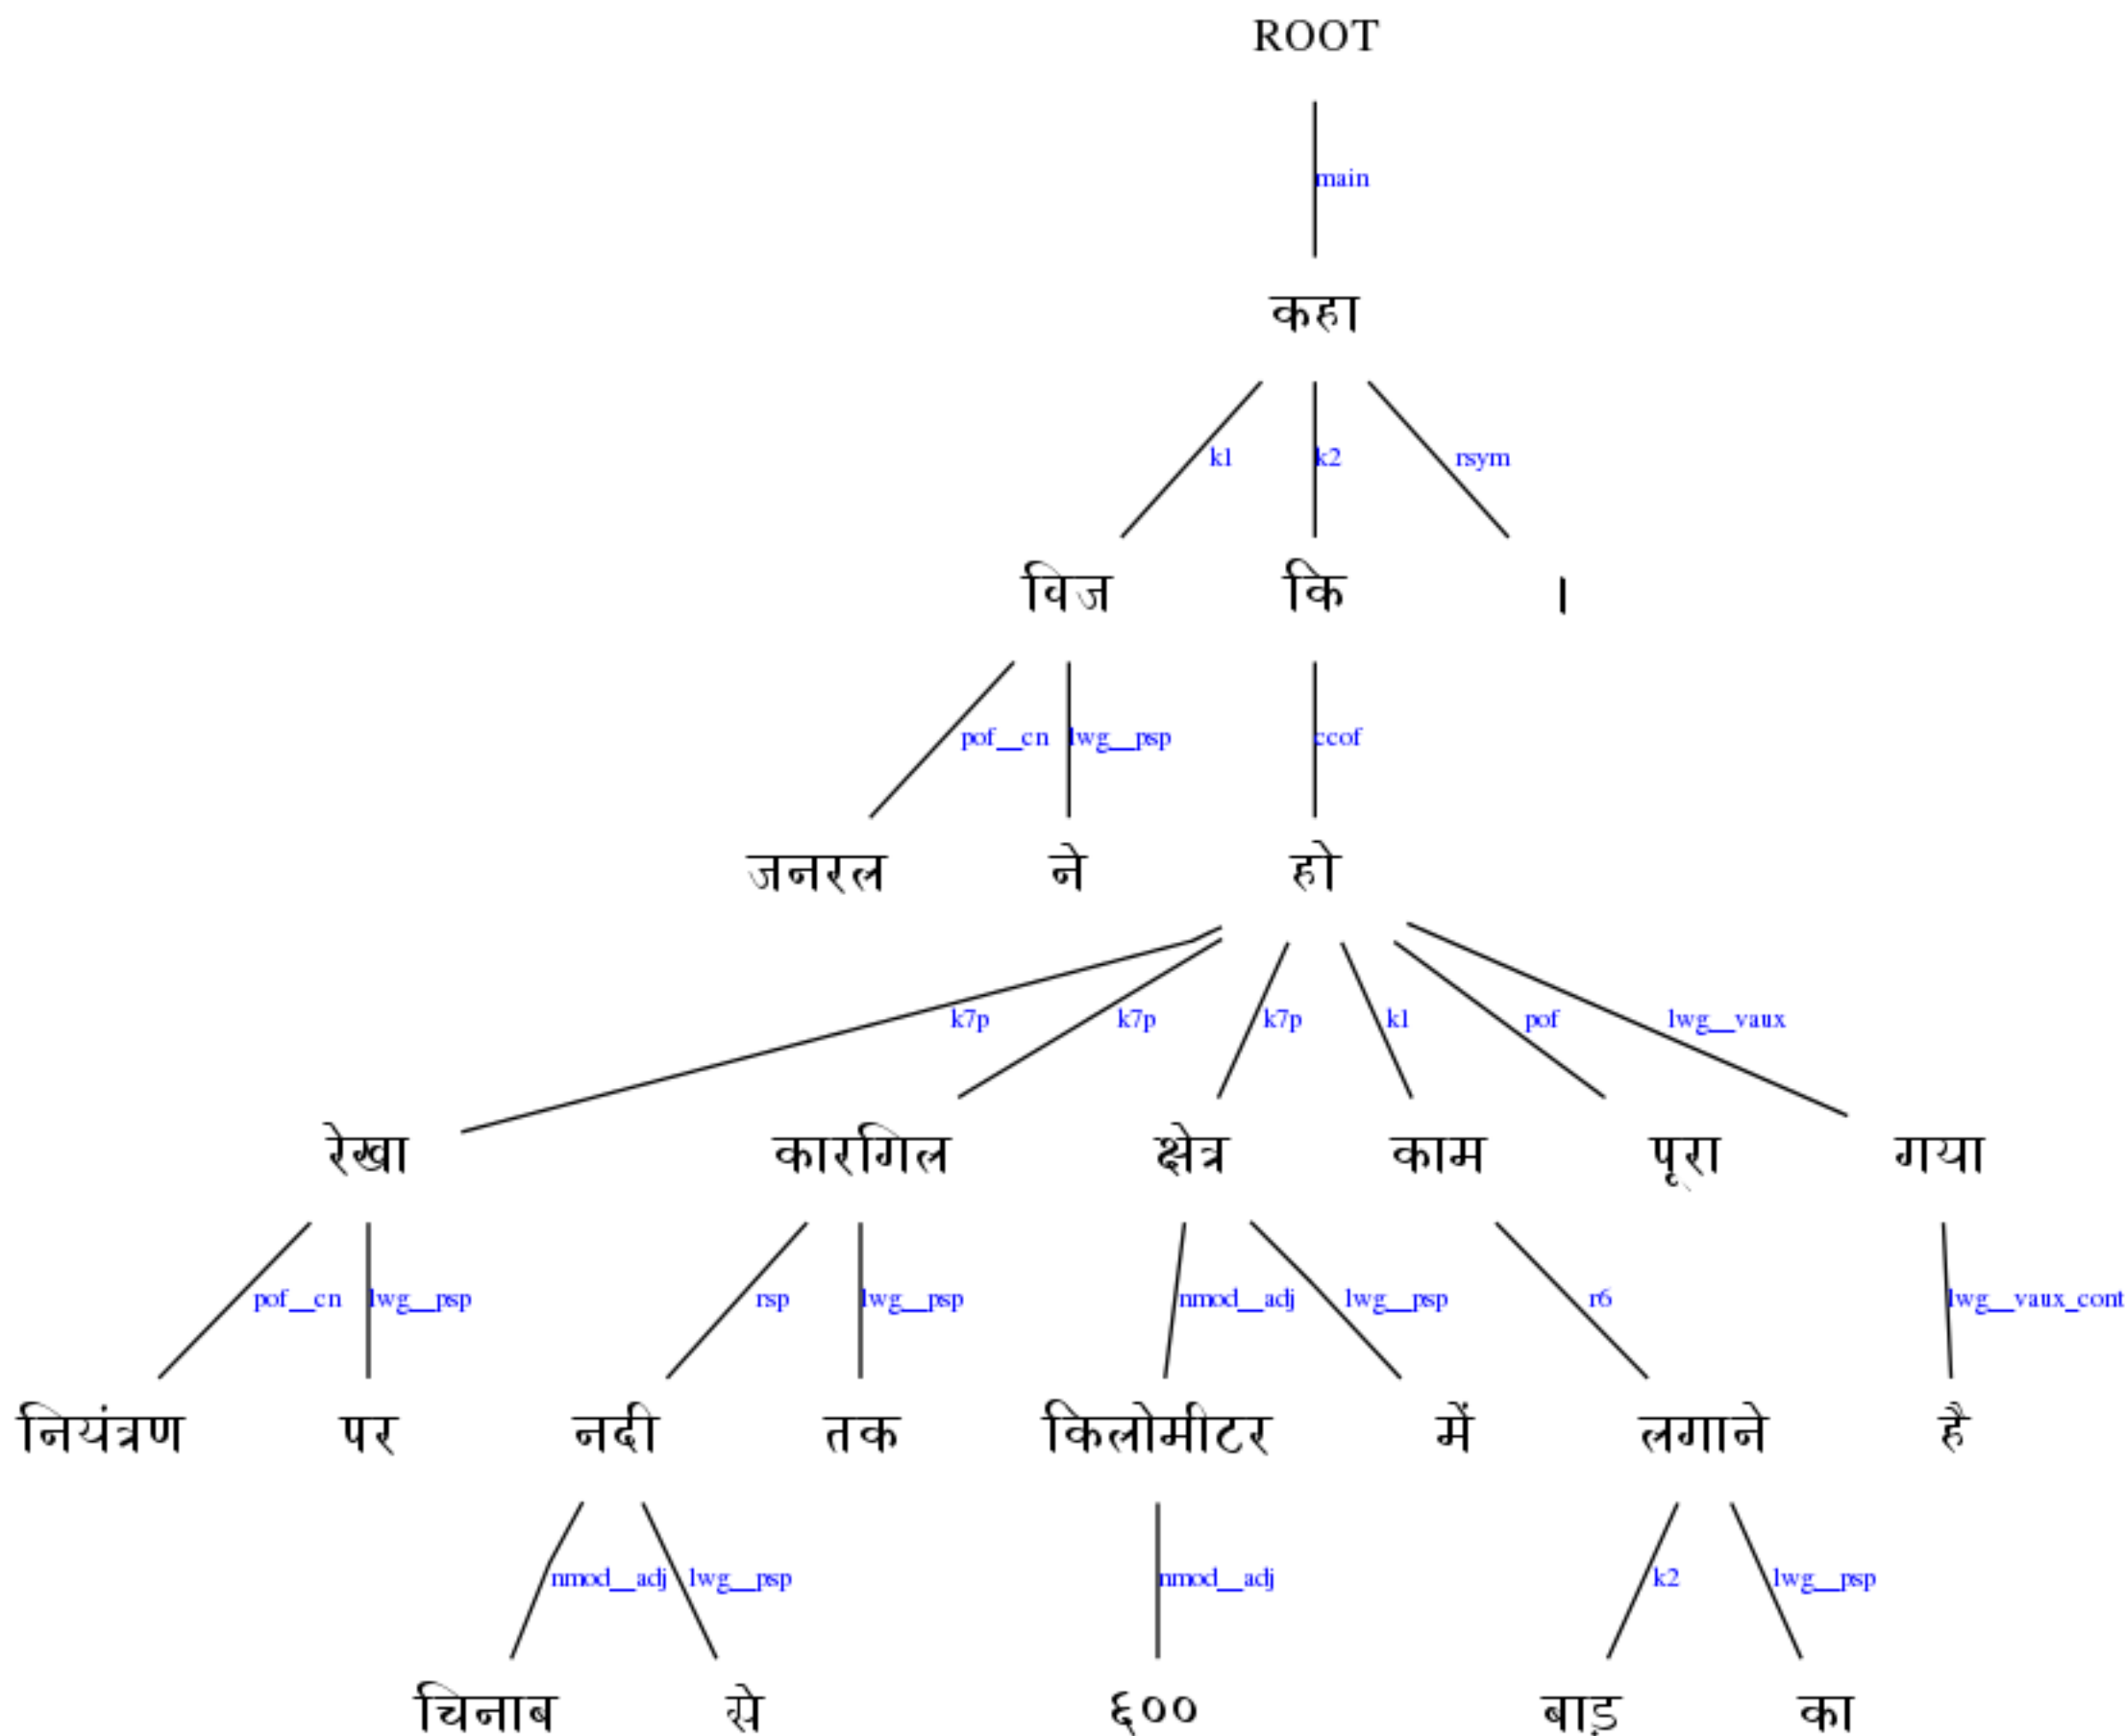 ROOT
main
कहा
k1 k2 rsym
विज कि ।
pof__cn lwg__psp ccof
जनरल ने हो
k7p k7p k7p k1 pof lwg__vaux
रेखा कारगिल क्षेत्र काम पूरा गया
pof__cn lwg__psp rsp lwg__psp nmod__adj lwg__psp r6 lwg__vaux_cont
नियंत्रण पर नदी तक किलोमीटर में लगाने है
nmod__adj lwg__psp nmod__adj k2 lwg__psp
चिनाब से ६०० बाड़ का